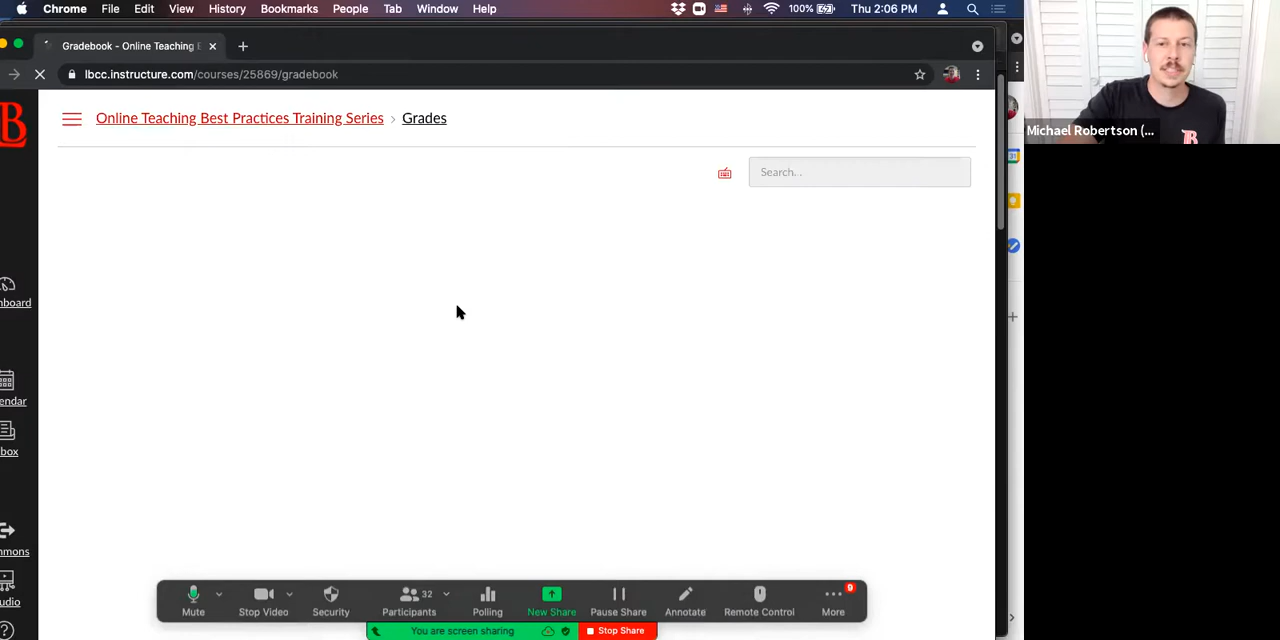 Chrome File Edit View History Bookmarks People Tab Window Help 100% Thu 2:06 PM
Gradebook - Online Teaching
lbcc.instructure.com/courses/25869/gradebook
Online Teaching Best Practices Training Series > Grades
Search...
B
hboard
endar
box
mmons
udio
Michael Robertson (...
B
Mute Stop Video Security 32 Participants Polling New Share Pause Share Annotate Remote Control 9 More
You are screen sharing Stop Share